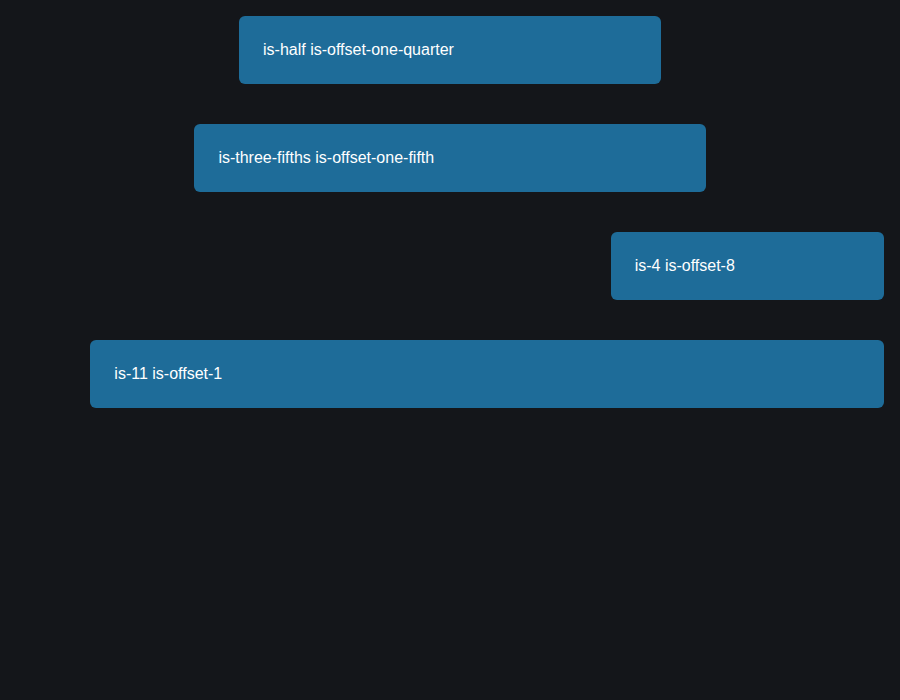 is-half is-offset-one-quarter
is-three-fifths is-offset-one-fifth
is-4 is-offset-8
is-11 is-offset-1